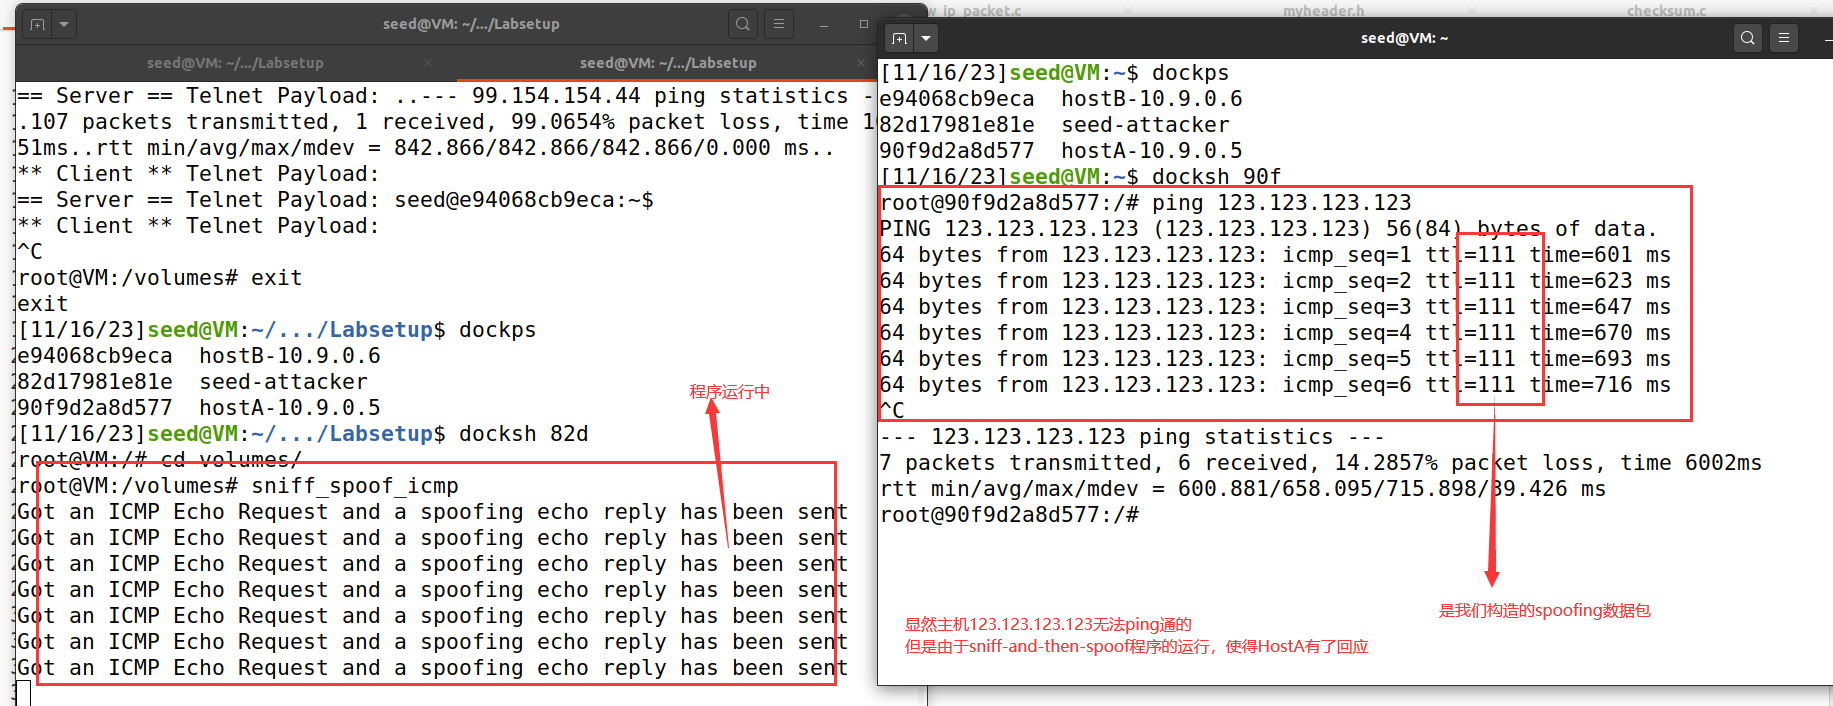 w_ip_packet.c
myheader.h
checksum.c
seed@VM: ~/.../Labsetup
seed@VM: ~/.../Labsetup
seed@VM: ~/.../Labsetup
== Server == Telnet Payload: ..--- 99.154.154.44 ping statistics -
.107 packets transmitted, 1 received, 99.0654% packet loss, time 10
51ms..rtt min/avg/max/mdev = 842.866/842.866/842.866/0.000 ms..
** Client ** Telnet Payload:
== Server == Telnet Payload: seed@e94068cb9eca:~$
** Client ** Telnet Payload:
^C
root@VM:/volumes# exit
exit
[11/16/23]seed@VM:~/.../Labsetup$ dockps
e94068cb9eca  hostB-10.9.0.6
82d17981e81e  seed-attacker
90f9d2a8d577  hostA-10.9.0.5
[11/16/23]seed@VM:~/.../Labsetup$ docksh 82d
root@VM:/# cd volumes/
root@VM:/volumes# sniff_spoof_icmp
Got an ICMP Echo Request and a spoofing echo reply has been sent
Got an ICMP Echo Request and a spoofing echo reply has been sent
Got an ICMP Echo Request and a spoofing echo reply has been sent
Got an ICMP Echo Request and a spoofing echo reply has been sent
Got an ICMP Echo Request and a spoofing echo reply has been sent
Got an ICMP Echo Request and a spoofing echo reply has been sent
Got an ICMP Echo Request and a spoofing echo reply has been sent
程序运行中
seed@VM: ~
[11/16/23]seed@VM:~$ dockps
e94068cb9eca  hostB-10.9.0.6
82d17981e81e  seed-attacker
90f9d2a8d577  hostA-10.9.0.5
[11/16/23]seed@VM:~$ docksh 90f
root@90f9d2a8d577:/# ping 123.123.123.123
PING 123.123.123.123 (123.123.123.123) 56(84) bytes of data.
64 bytes from 123.123.123.123: icmp_seq=1 ttl=111 time=601 ms
64 bytes from 123.123.123.123: icmp_seq=2 ttl=111 time=623 ms
64 bytes from 123.123.123.123: icmp_seq=3 ttl=111 time=647 ms
64 bytes from 123.123.123.123: icmp_seq=4 ttl=111 time=670 ms
64 bytes from 123.123.123.123: icmp_seq=5 ttl=111 time=693 ms
64 bytes from 123.123.123.123: icmp_seq=6 ttl=111 time=716 ms
^C
--- 123.123.123.123 ping statistics ---
7 packets transmitted, 6 received, 14.2857% packet loss, time 6002ms
rtt min/avg/max/mdev = 600.881/658.095/715.898/39.426 ms
root@90f9d2a8d577:/#
是我们构造的spoofing数据包
显然主机123.123.123.123无法ping通的
但是由于sniff-and-then-spoof程序的运行，使得HostA有了回应